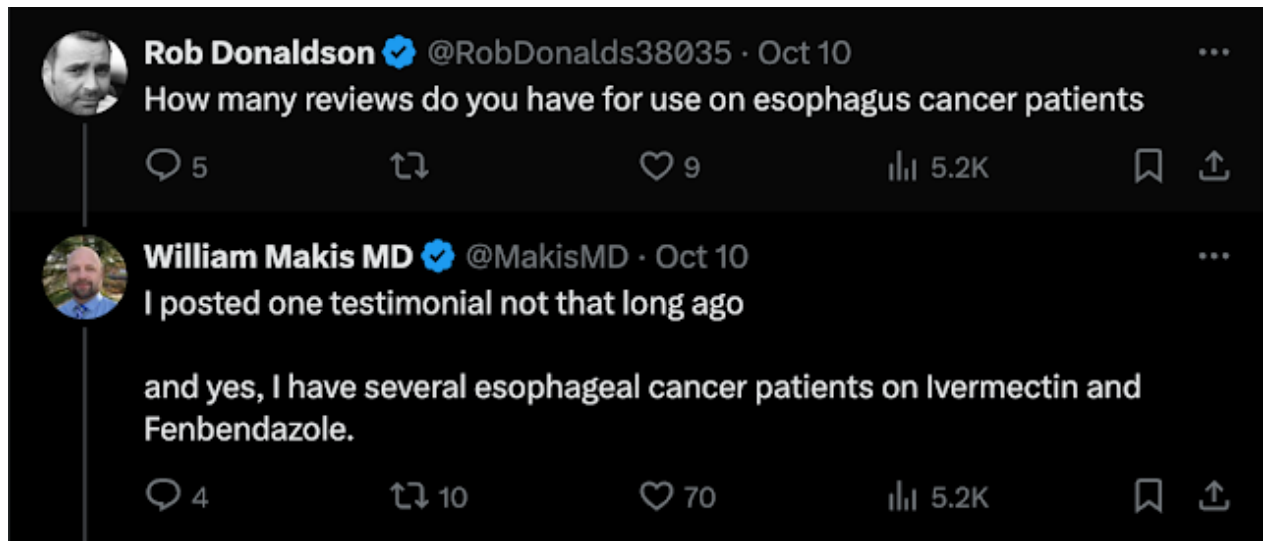 Rob Donaldson @RobDonalds38035 · Oct 10
How many reviews do you have for use on esophagus cancer patients
5 9 5.2K
William Makis MD @MakisMD · Oct 10
I posted one testimonial not that long ago
and yes, I have several esophageal cancer patients on Ivermectin and
Fenbendazole.
4 10 70 5.2K